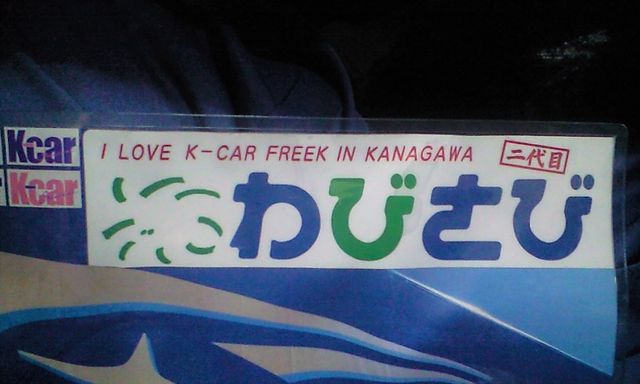 Kcar
Kcar
I LOVE K-CAR FREEK IN KANAGAWA
二代目
わびさび